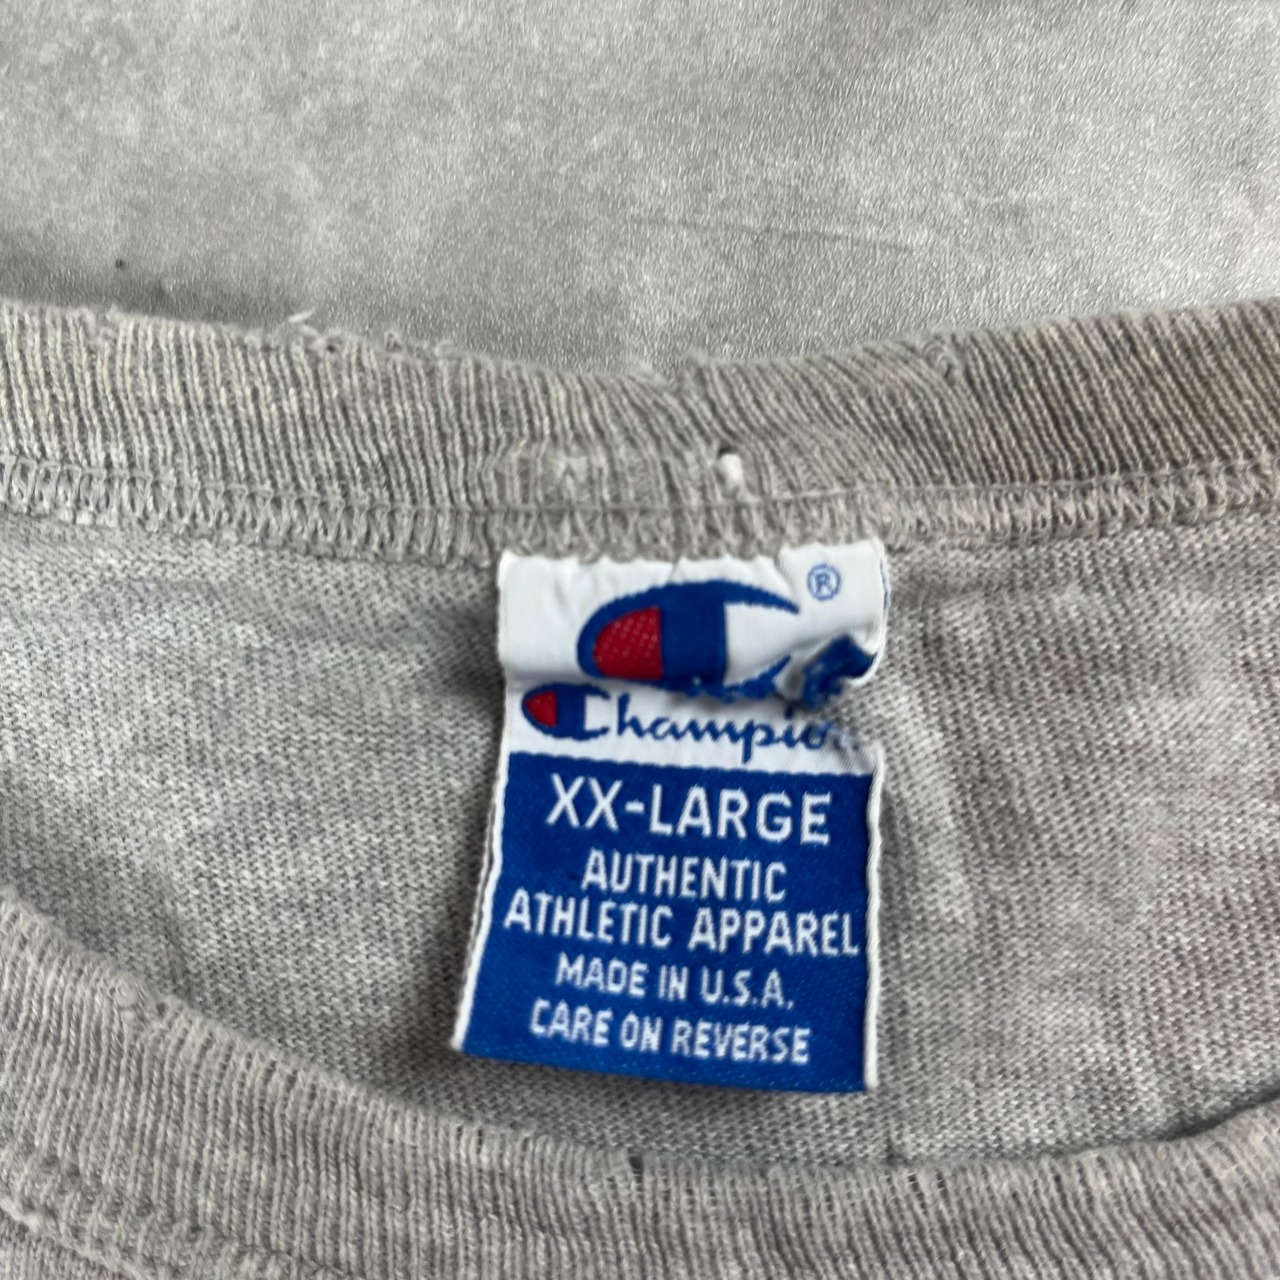 ®
Champion
XX-LARGE
AUTHENTIC
ATHLETIC APPAREL
MADE IN U.S.A.
CARE ON REVERSE